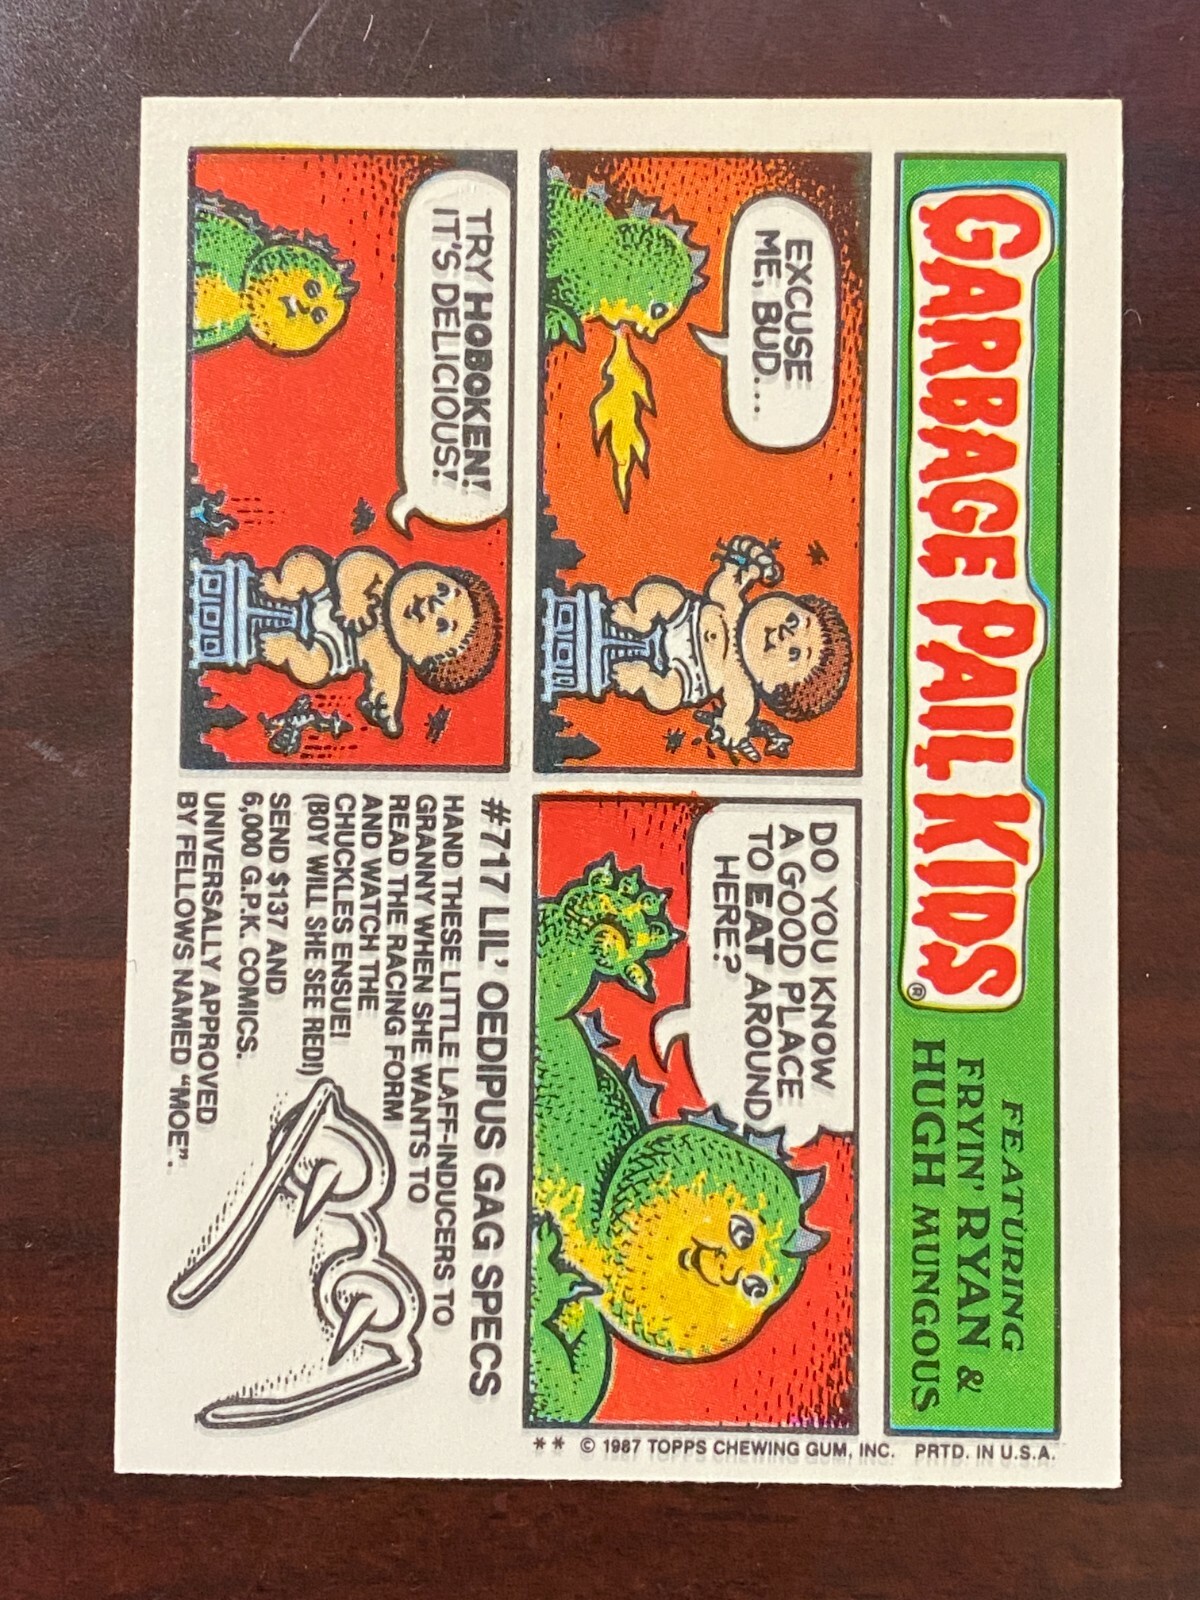 GARBAGE PAIL KIDS®
FEATURING
FRYIN' RYAN &
HUGH MUNGOUS
EXCUSE
ME, BUD....
DO YOU KNOW
A GOOD PLACE
TO EAT AROUND
HERE?
TRY HOBOKEN!
IT'S DELICIOUS!
#717 LIL' OEDIPUS GAG SPECS
HAND THESE LITTLE LAFF-INDUCERS TO
GRANNY WHEN SHE WANTS TO
READ THE RACING FORM
AND WATCH THE
CHUCKLES ENSUE!
(BOY WILL SHE SEE RED!)
SEND $137 AND
6,000 G.P.K. COMICS.
UNIVERSALLY APPROVED
BY FELLOWS NAMED "MOE".
** © 1987 TOPPS CHEWING GUM, INC. PRTD. IN U.S.A.